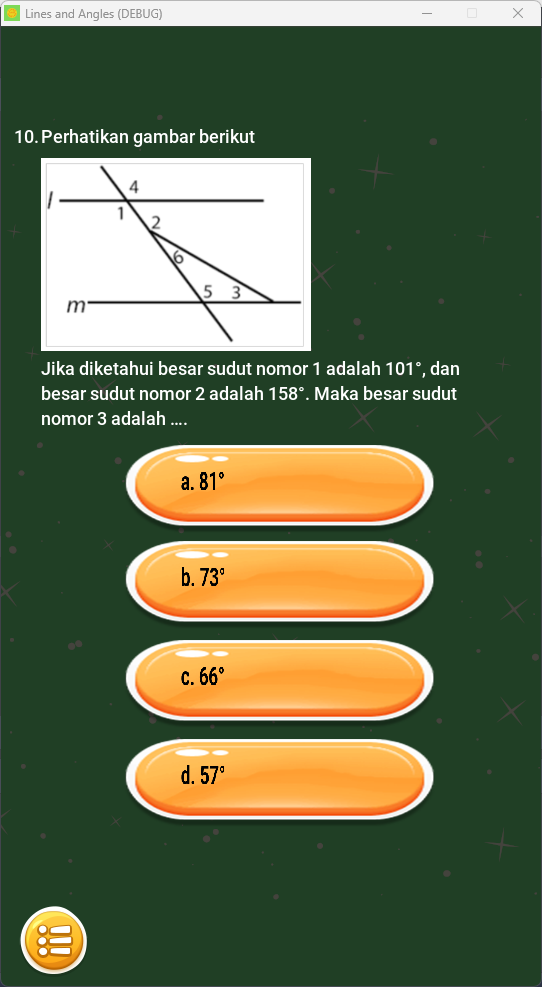 Lines and Angles (DEBUG)
10. Perhatikan gambar berikut
4
l
1
2
6
5 3
m
Jika diketahui besar sudut nomor 1 adalah 101°, dan
besar sudut nomor 2 adalah 158°. Maka besar sudut
nomor 3 adalah ....
a. 81°
b. 73°
c. 66°
d. 57°